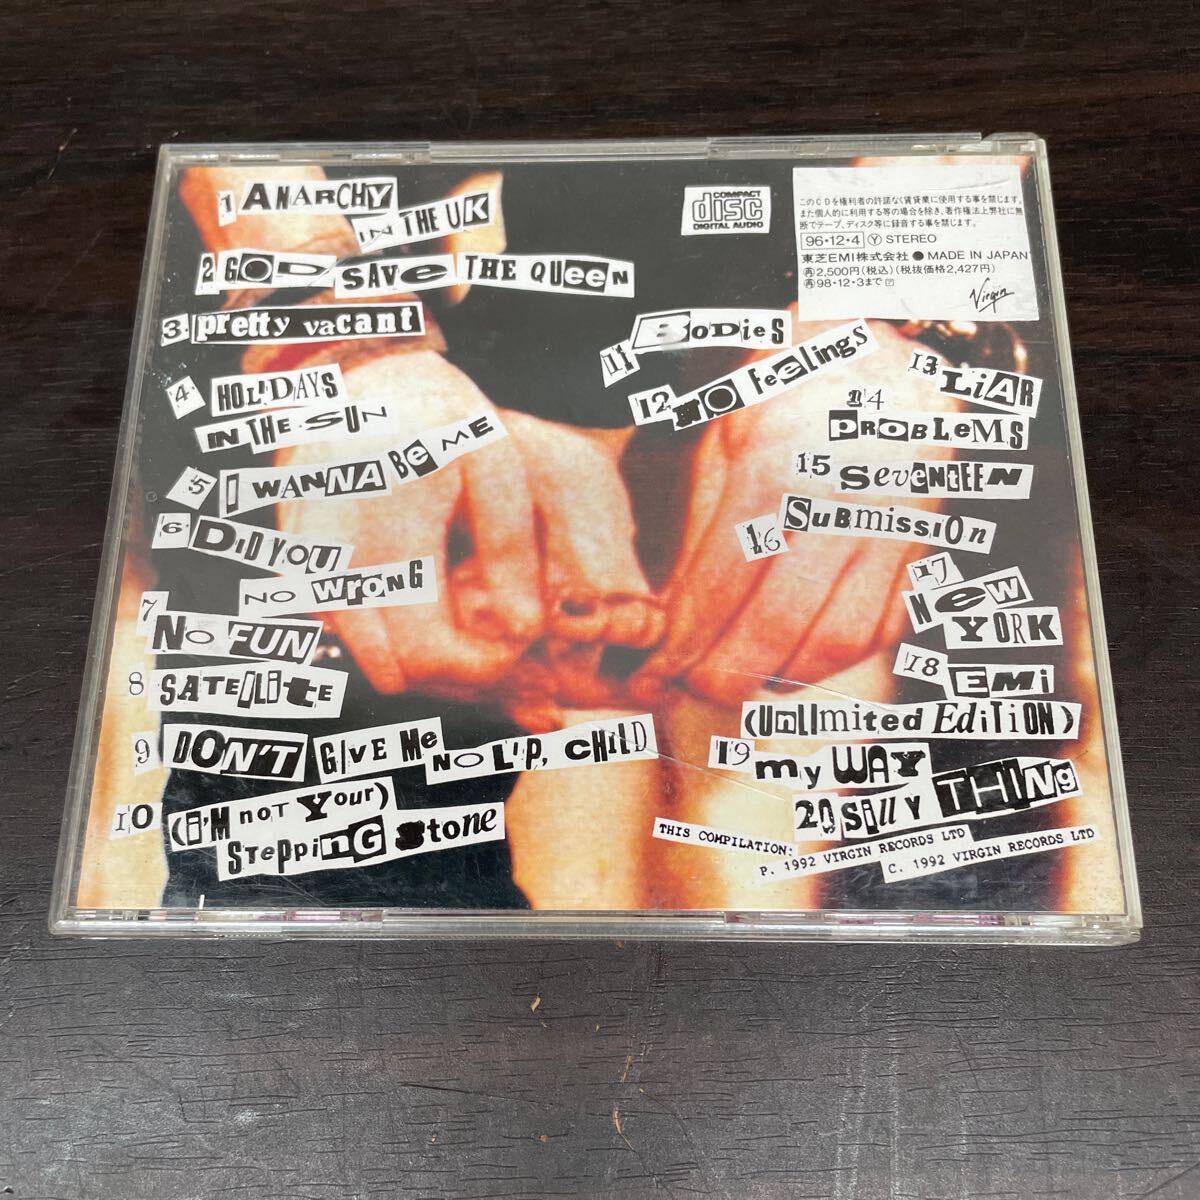 1 ANARCHY
IN THE UK
2 GOD SAVe THE QUEEN
3 pretty vacant
4 HOLIDAYS
IN THE SUN
5 I WANNA Be ME
6 DiD YOU
NO WrONG
7 No FUN
8 SATEllite
9 DON'T GIVE Me NO LIP, CHILD
10 (i'M not Your)
STEPPiNG Stone
COMPACT
disc
DIGITAL AUDIO
このCDを権利者の許諾なく賃貸業に使用する事を禁じます。
また個人的に利用する等の場合を除き、著作権法上弊社に無
断でテープ、ディスク等に録音する事を禁じます。
96・12・4 Ⓨ STEREO
東芝EMI株式会社 ● MADE IN JAPAN
㊢2,500円(税込)(税抜価格2,427円)
㊢98・12・3まで
Virgin
11 BODieS
12 NO Feelings
13 LiAR
14
PROBLeMS
15 SeVeNTEEN
16 SuBmissIOn
17
New
YORK
18 EMi
(UnLImited EditiON)
19 my WAY
20 Silly THING
THIS COMPILATION:
P. 1992 VIRGIN RECORDS LTD
C. 1992 VIRGIN RECORDS LTD